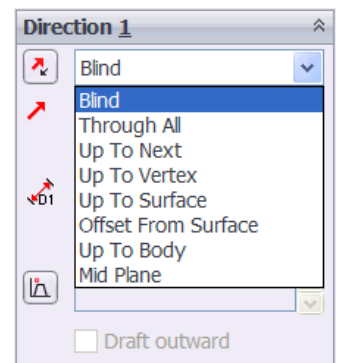 Direction 1
Blind
Blind
Through All
Up To Next
Up To Vertex
Up To Surface
Offset From Surface
Up To Body
Mid Plane
D1
Draft outward